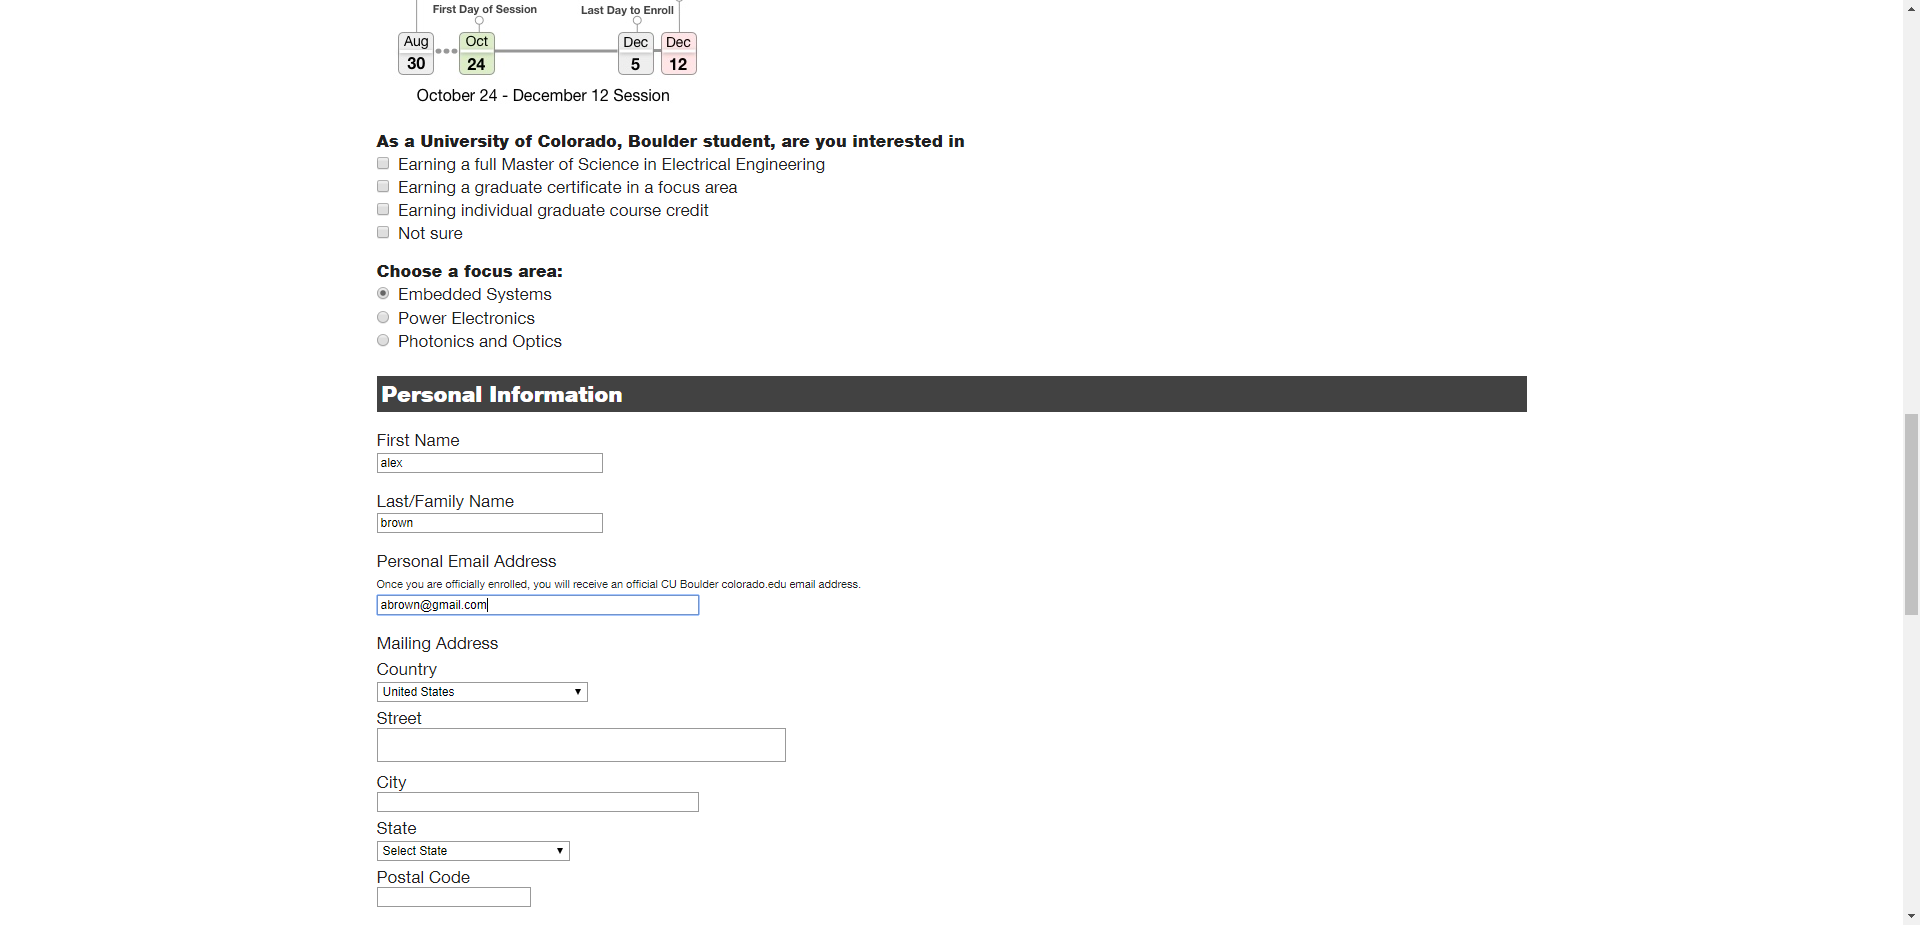 First Day of Session
Last Day to Enroll
Aug
30
Oct
24
Dec
5
Dec
12
October 24 - December 12 Session
As a University of Colorado, Boulder student, are you interested in
Earning a full Master of Science in Electrical Engineering
Earning a graduate certificate in a focus area
Earning individual graduate course credit
Not sure
Choose a focus area:
Embedded Systems
Power Electronics
Photonics and Optics
Personal Information
First Name
alex
Last/Family Name
brown
Personal Email Address
Once you are officially enrolled, you will receive an official CU Boulder colorado.edu email address.
abrown@gmail.com
Mailing Address
Country
United States
Street
City
State
Select State
Postal Code